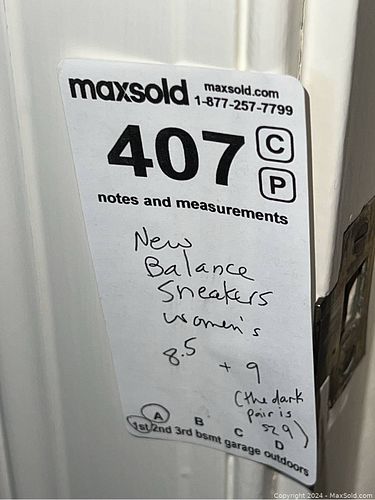 maxsold maxsold.com
1-877-257-7799
407 C
P
notes and measurements
New
Balance
Sneakers
women's
8.5 + 9
(the dark
pair is
sz 9)
A B C D
1st 2nd 3rd bsmt garage outdoors
Copyright 2024 - MaxSold.com